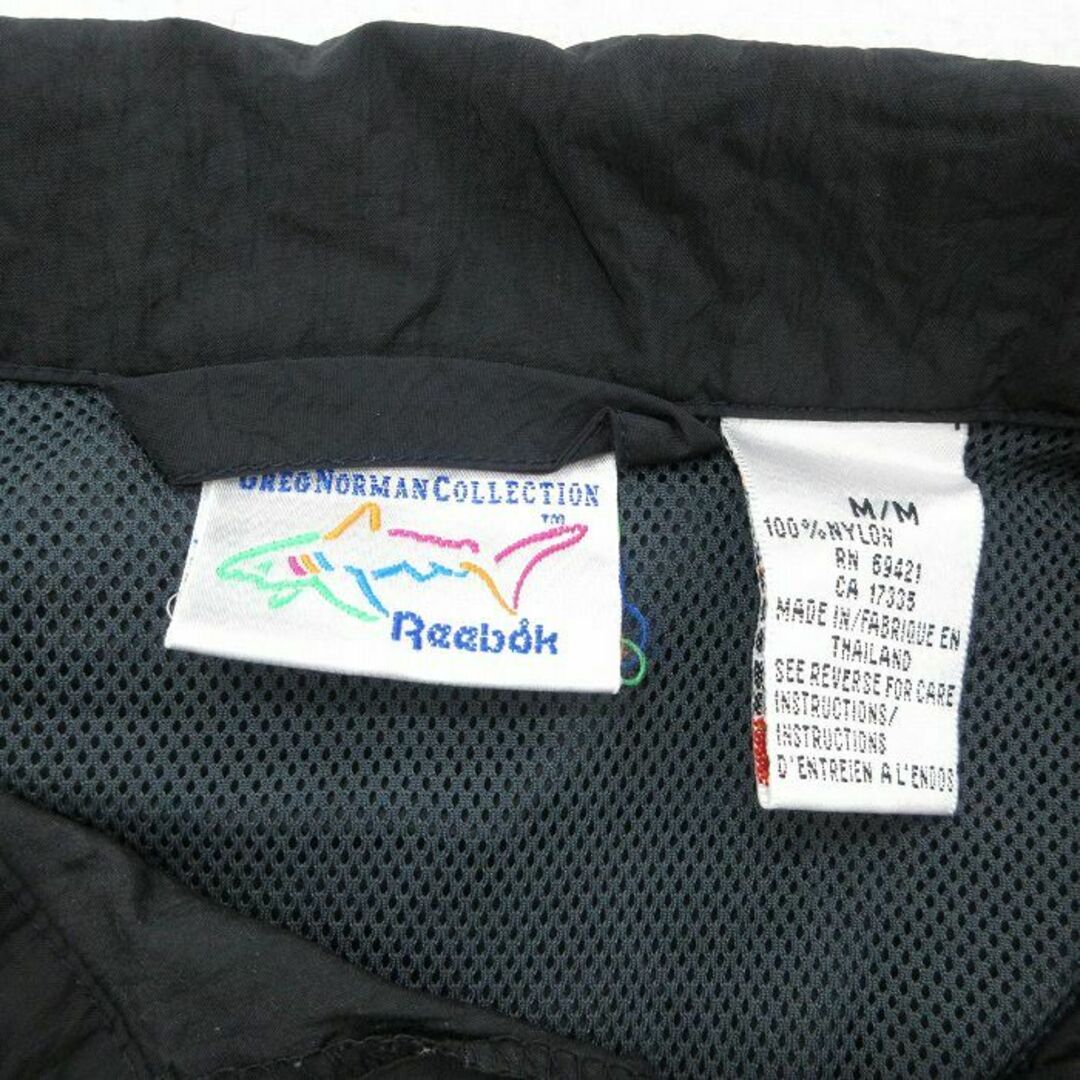 GREG NORMAN COLLECTION
TM
Reebok
M/M
100% NYLON
RN 69421
CA 17335
MADE IN/FABRIQUE EN
THAILAND
SEE REVERSE FOR CARE
INSTRUCTIONS/
INSTRUCTIONS
D'ENTREIEN A L'ENDOS